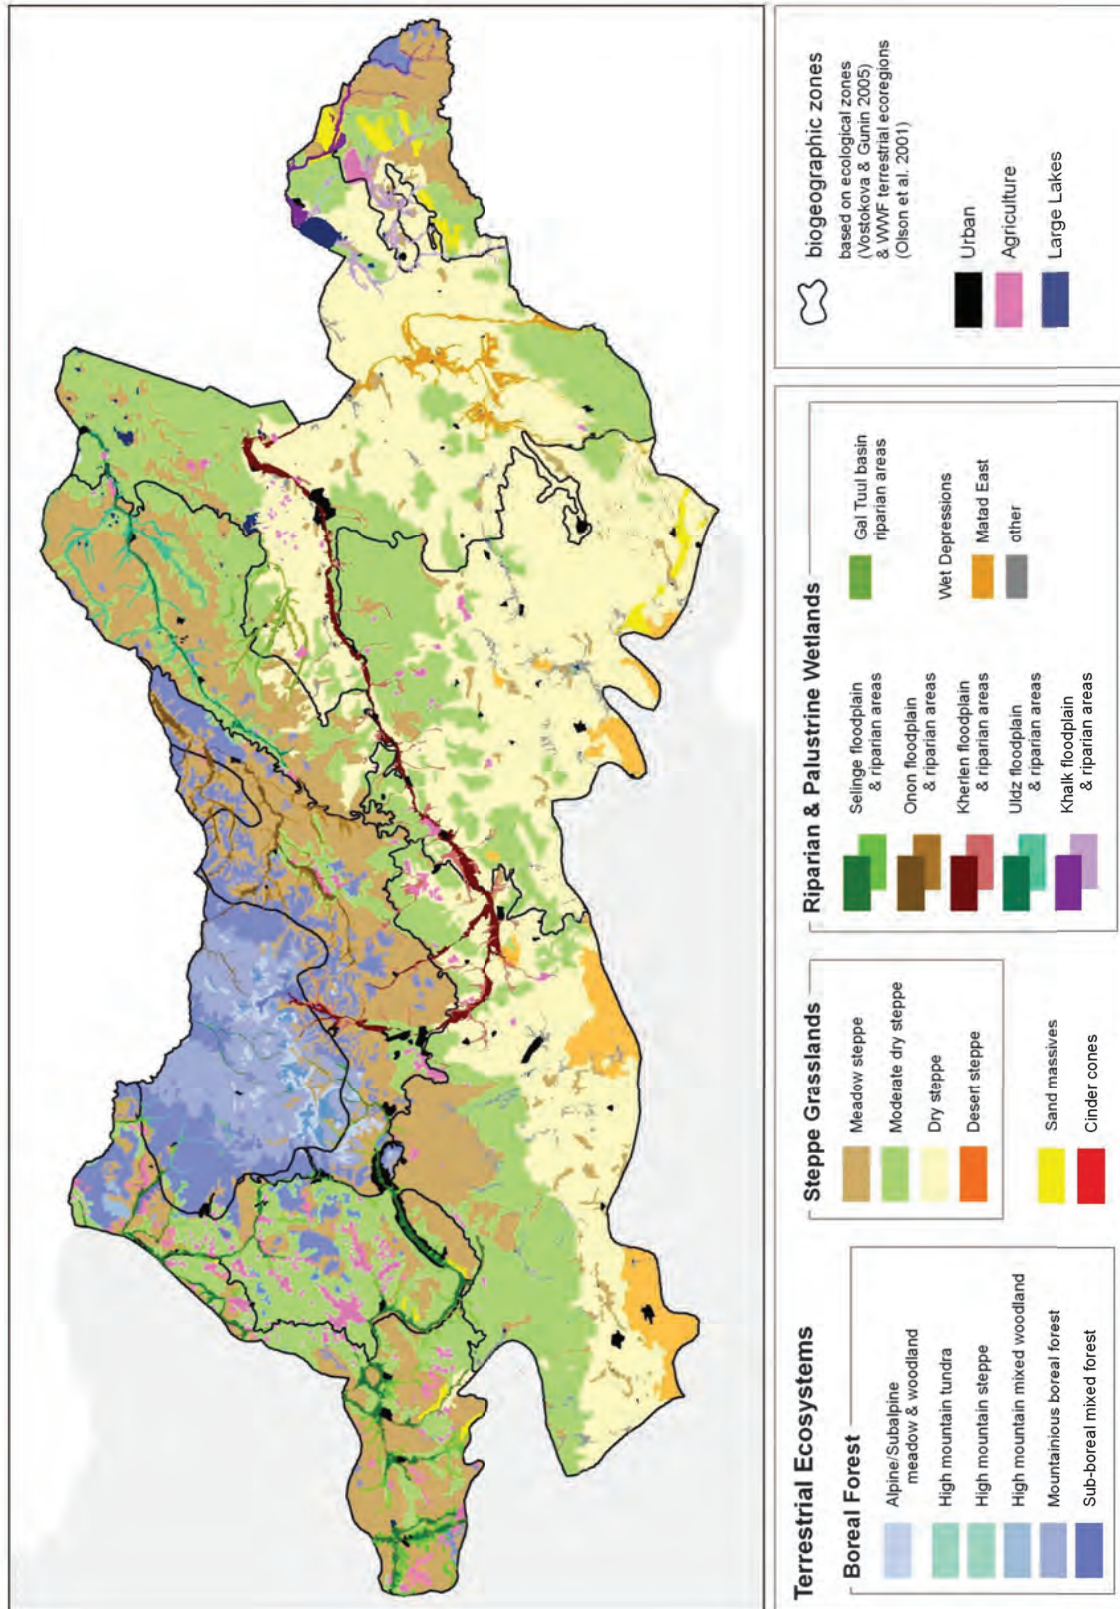 Terrestrial Ecosystems
Boreal Forest
Alpine/Subalpine
meadow & woodland
High mountain tundra
High mountain steppe
High mountain mixed woodland
Mountainious boreal forest
Sub-boreal mixed forest
Steppe Grasslands
Meadow steppe
Moderate dry steppe
Dry steppe
Desert steppe
Sand massives
Cinder cones
Riparian & Palustrine Wetlands
Selinge floodplain
& riparian areas
Onon floodplain
& riparian areas
Kherlen floodplain
& riparian areas
Uldz floodplain
& riparian areas
Khalk floodplain
& riparian areas
Gal Tuul basin
riparian areas
Wet Depressions
Matad East
other
biogeographic zones
based on ecological zones
(Vostokova & Gunin 2005)
& WWF terrestrial ecoregions
(Olson et al. 2001)
Urban
Agriculture
Large Lakes